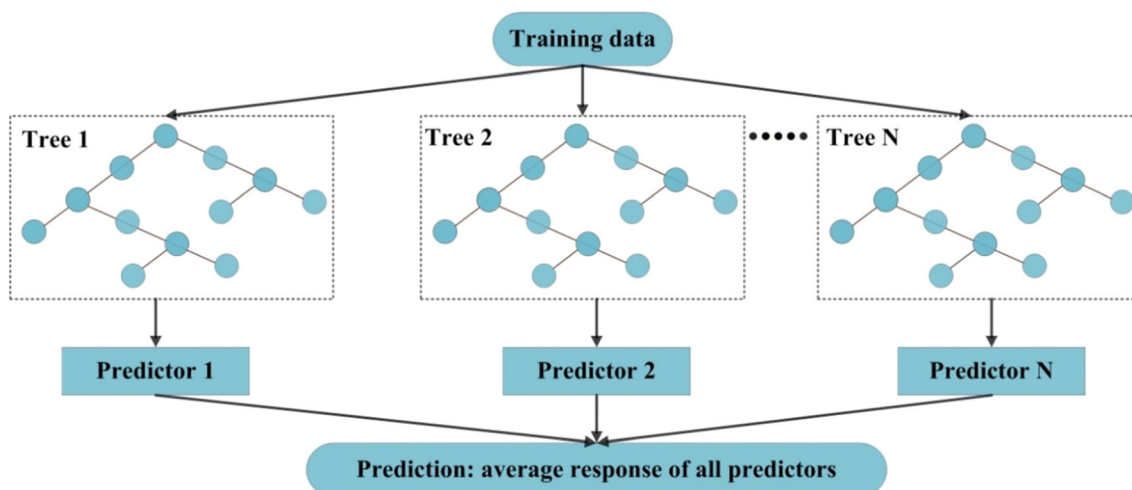 Training data
Tree 1
Tree 2
Tree N
Predictor 1
Predictor 2
Predictor N
Prediction: average response of all predictors